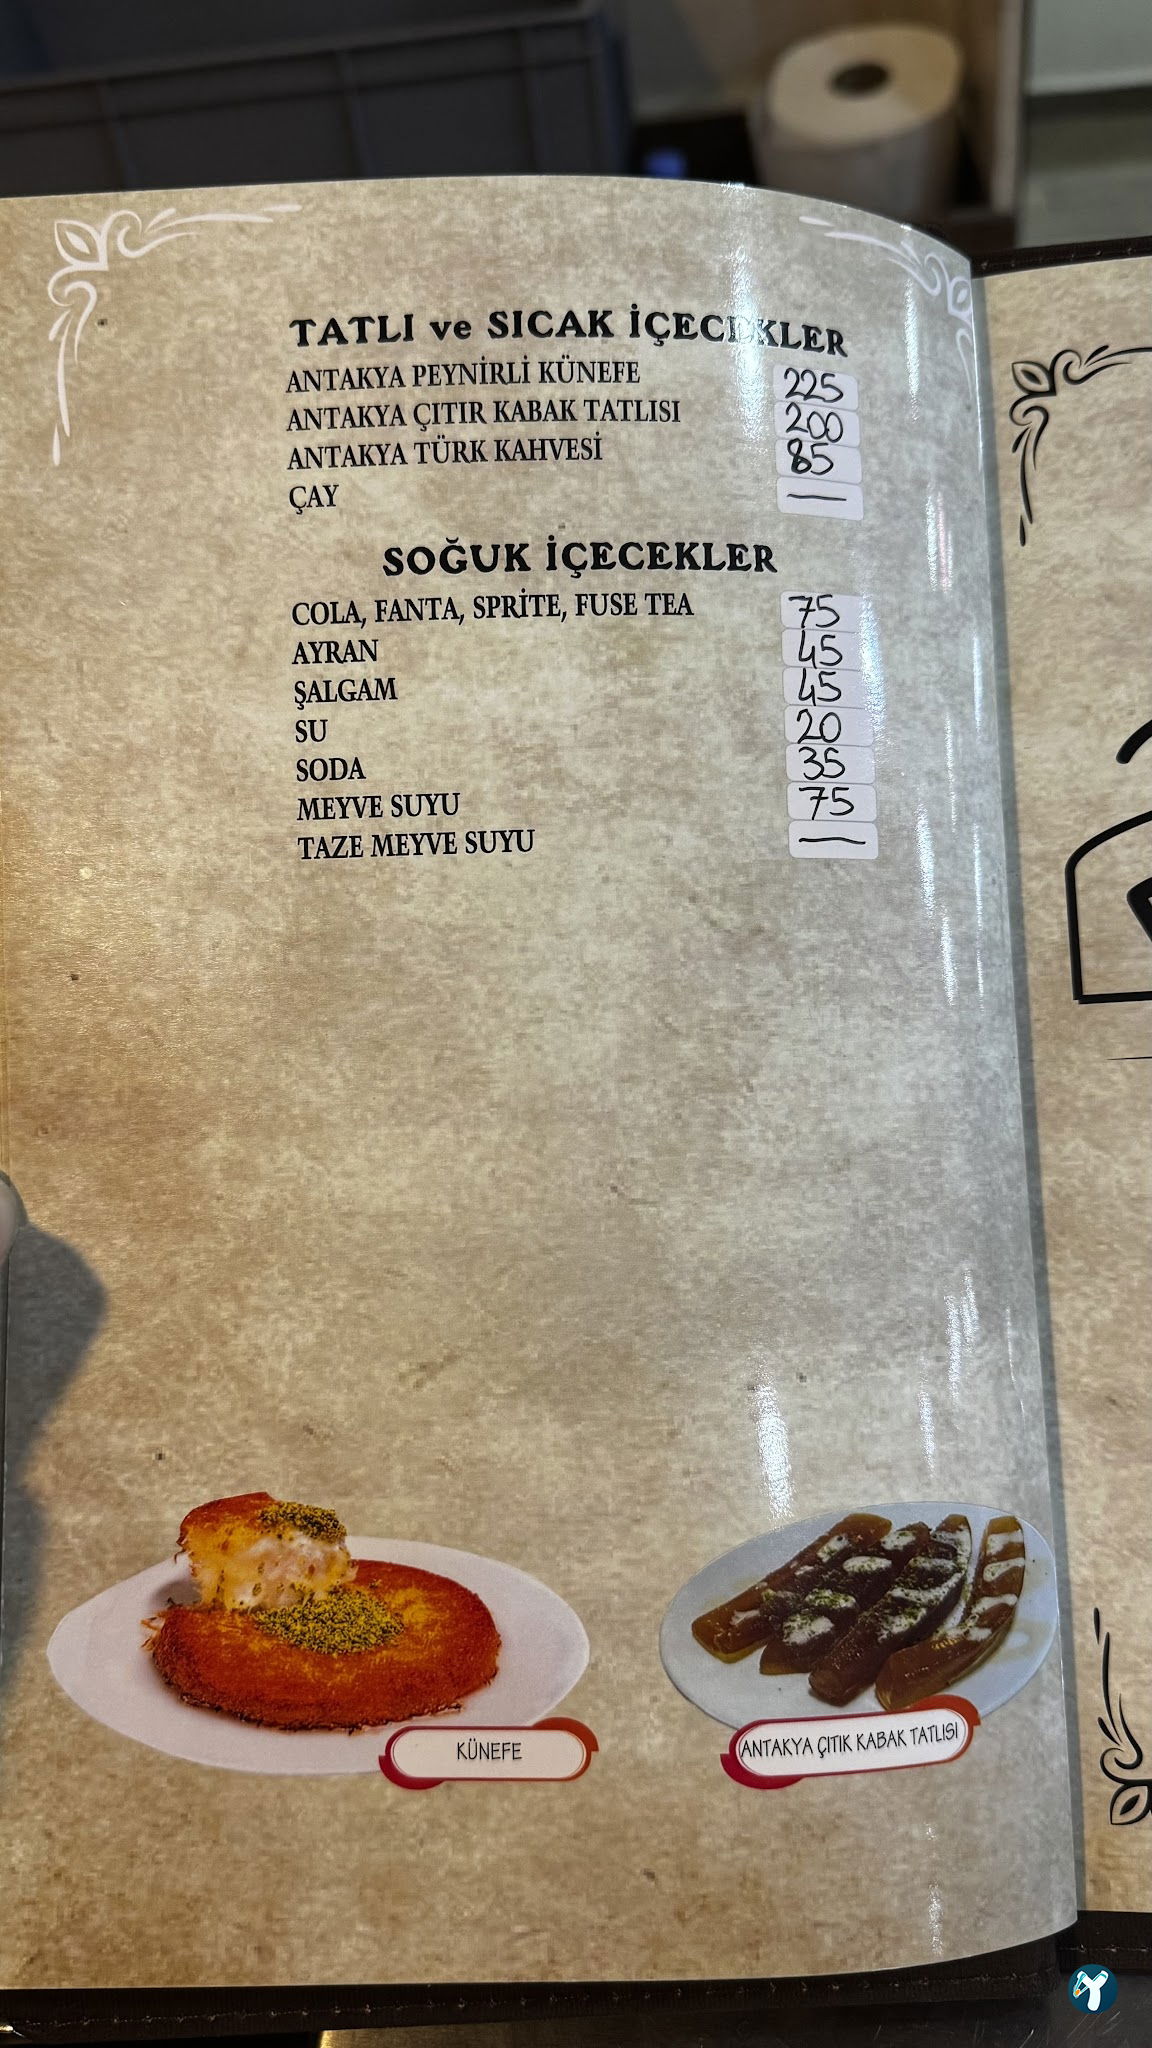 TATLI ve SICAK İÇECEKLER
ANTAKYA PEYNİRLİ KÜNEFE 225
ANTAKYA ÇITIR KABAK TATLISI 200
ANTAKYA TÜRK KAHVESİ 85
ÇAY —
SOĞUK İÇECEKLER
COLA, FANTA, SPRİTE, FUSE TEA 75
AYRAN 45
ŞALGAM 45
SU 20
SODA 35
MEYVE SUYU 75
TAZE MEYVE SUYU —
KÜNEFE
ANTAKYA ÇITIK KABAK TATLISI